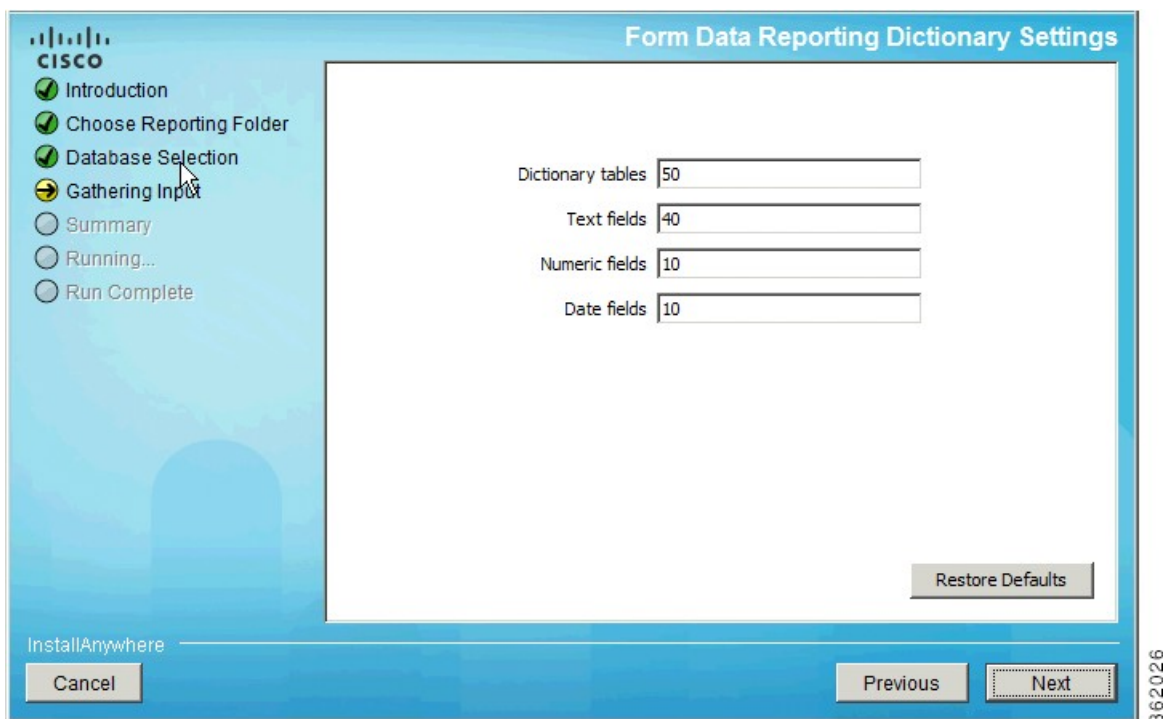 Form Data Reporting Dictionary Settings
CISCO
Introduction
Choose Reporting Folder
Database Selection
Gathering Input
Summary
Running...
Run Complete
Dictionary tables 50
Text fields 40
Numeric fields 10
Date fields 10
Restore Defaults
InstallAnywhere
Cancel
Previous
Next
362026